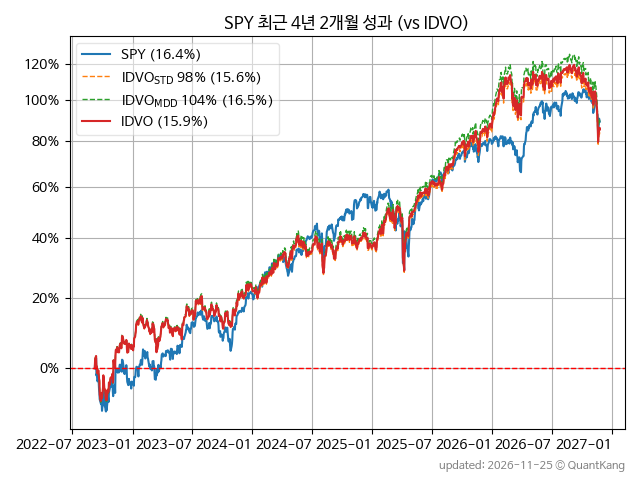 SPY 최근 4년 2개월 성과 (vs IDVO)
SPY (16.4%)
IDVO_STD 98% (15.6%)
IDVO_MDD 104% (16.5%)
IDVO (15.9%)
120%
100%
80%
60%
40%
20%
0%
2022-07 2023-01 2023-07 2024-01 2024-07 2025-01 2025-07 2026-01 2026-07 2027-01
updated: 2026-11-25 © QuantKang